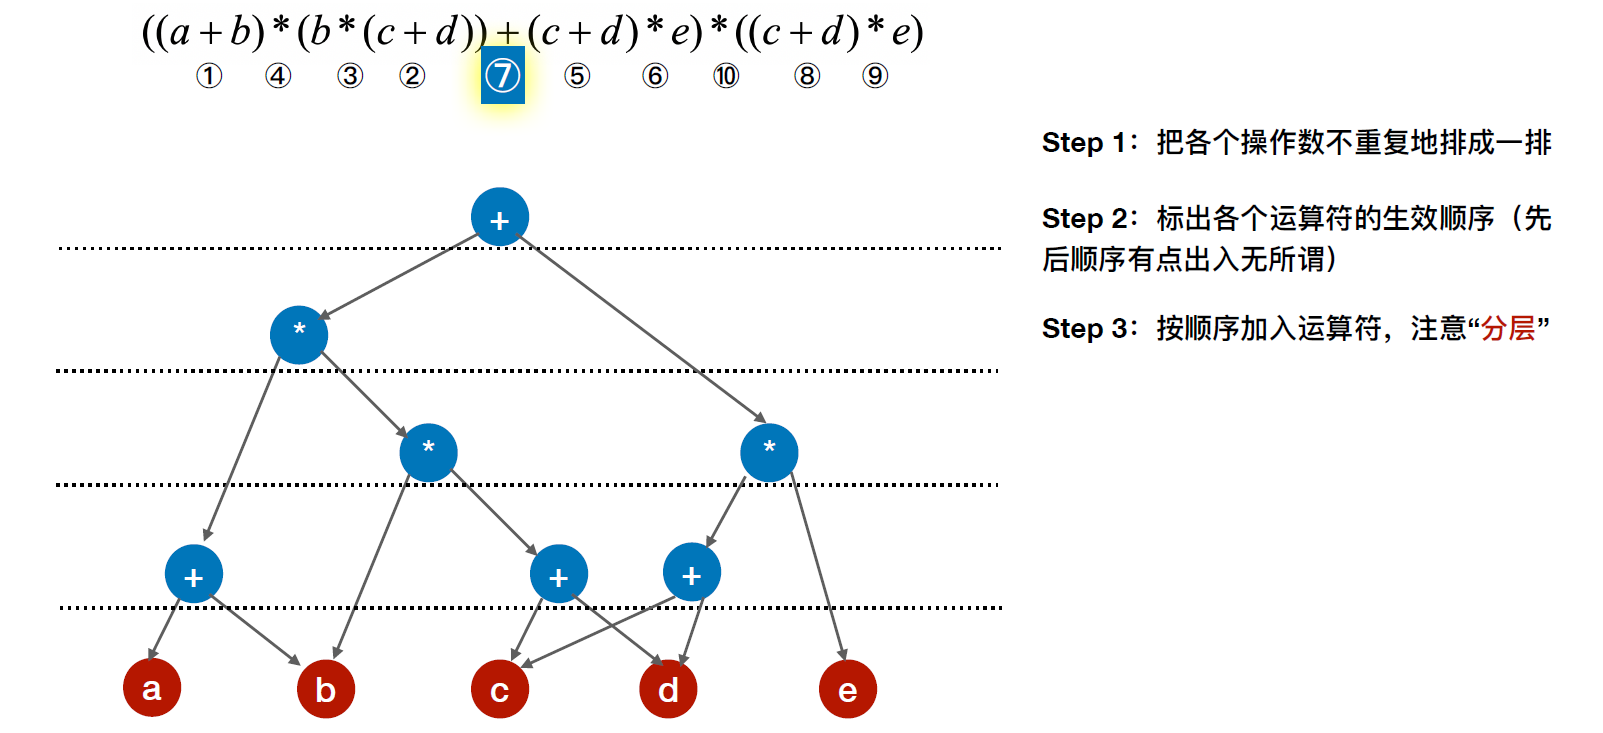 ((a + b) * (b * (c + d)) + (c + d) * e) * ((c + d) * e)
① ④ ③ ② ⑦ ⑤ ⑥ ⑩ ⑧ ⑨
Step 1：把各个操作数不重复地排成一排
Step 2：标出各个运算符的生效顺序（先
后顺序有点出入无所谓）
Step 3：按顺序加入运算符，注意“分层”
+
*
* *
+ + +
a b c d e